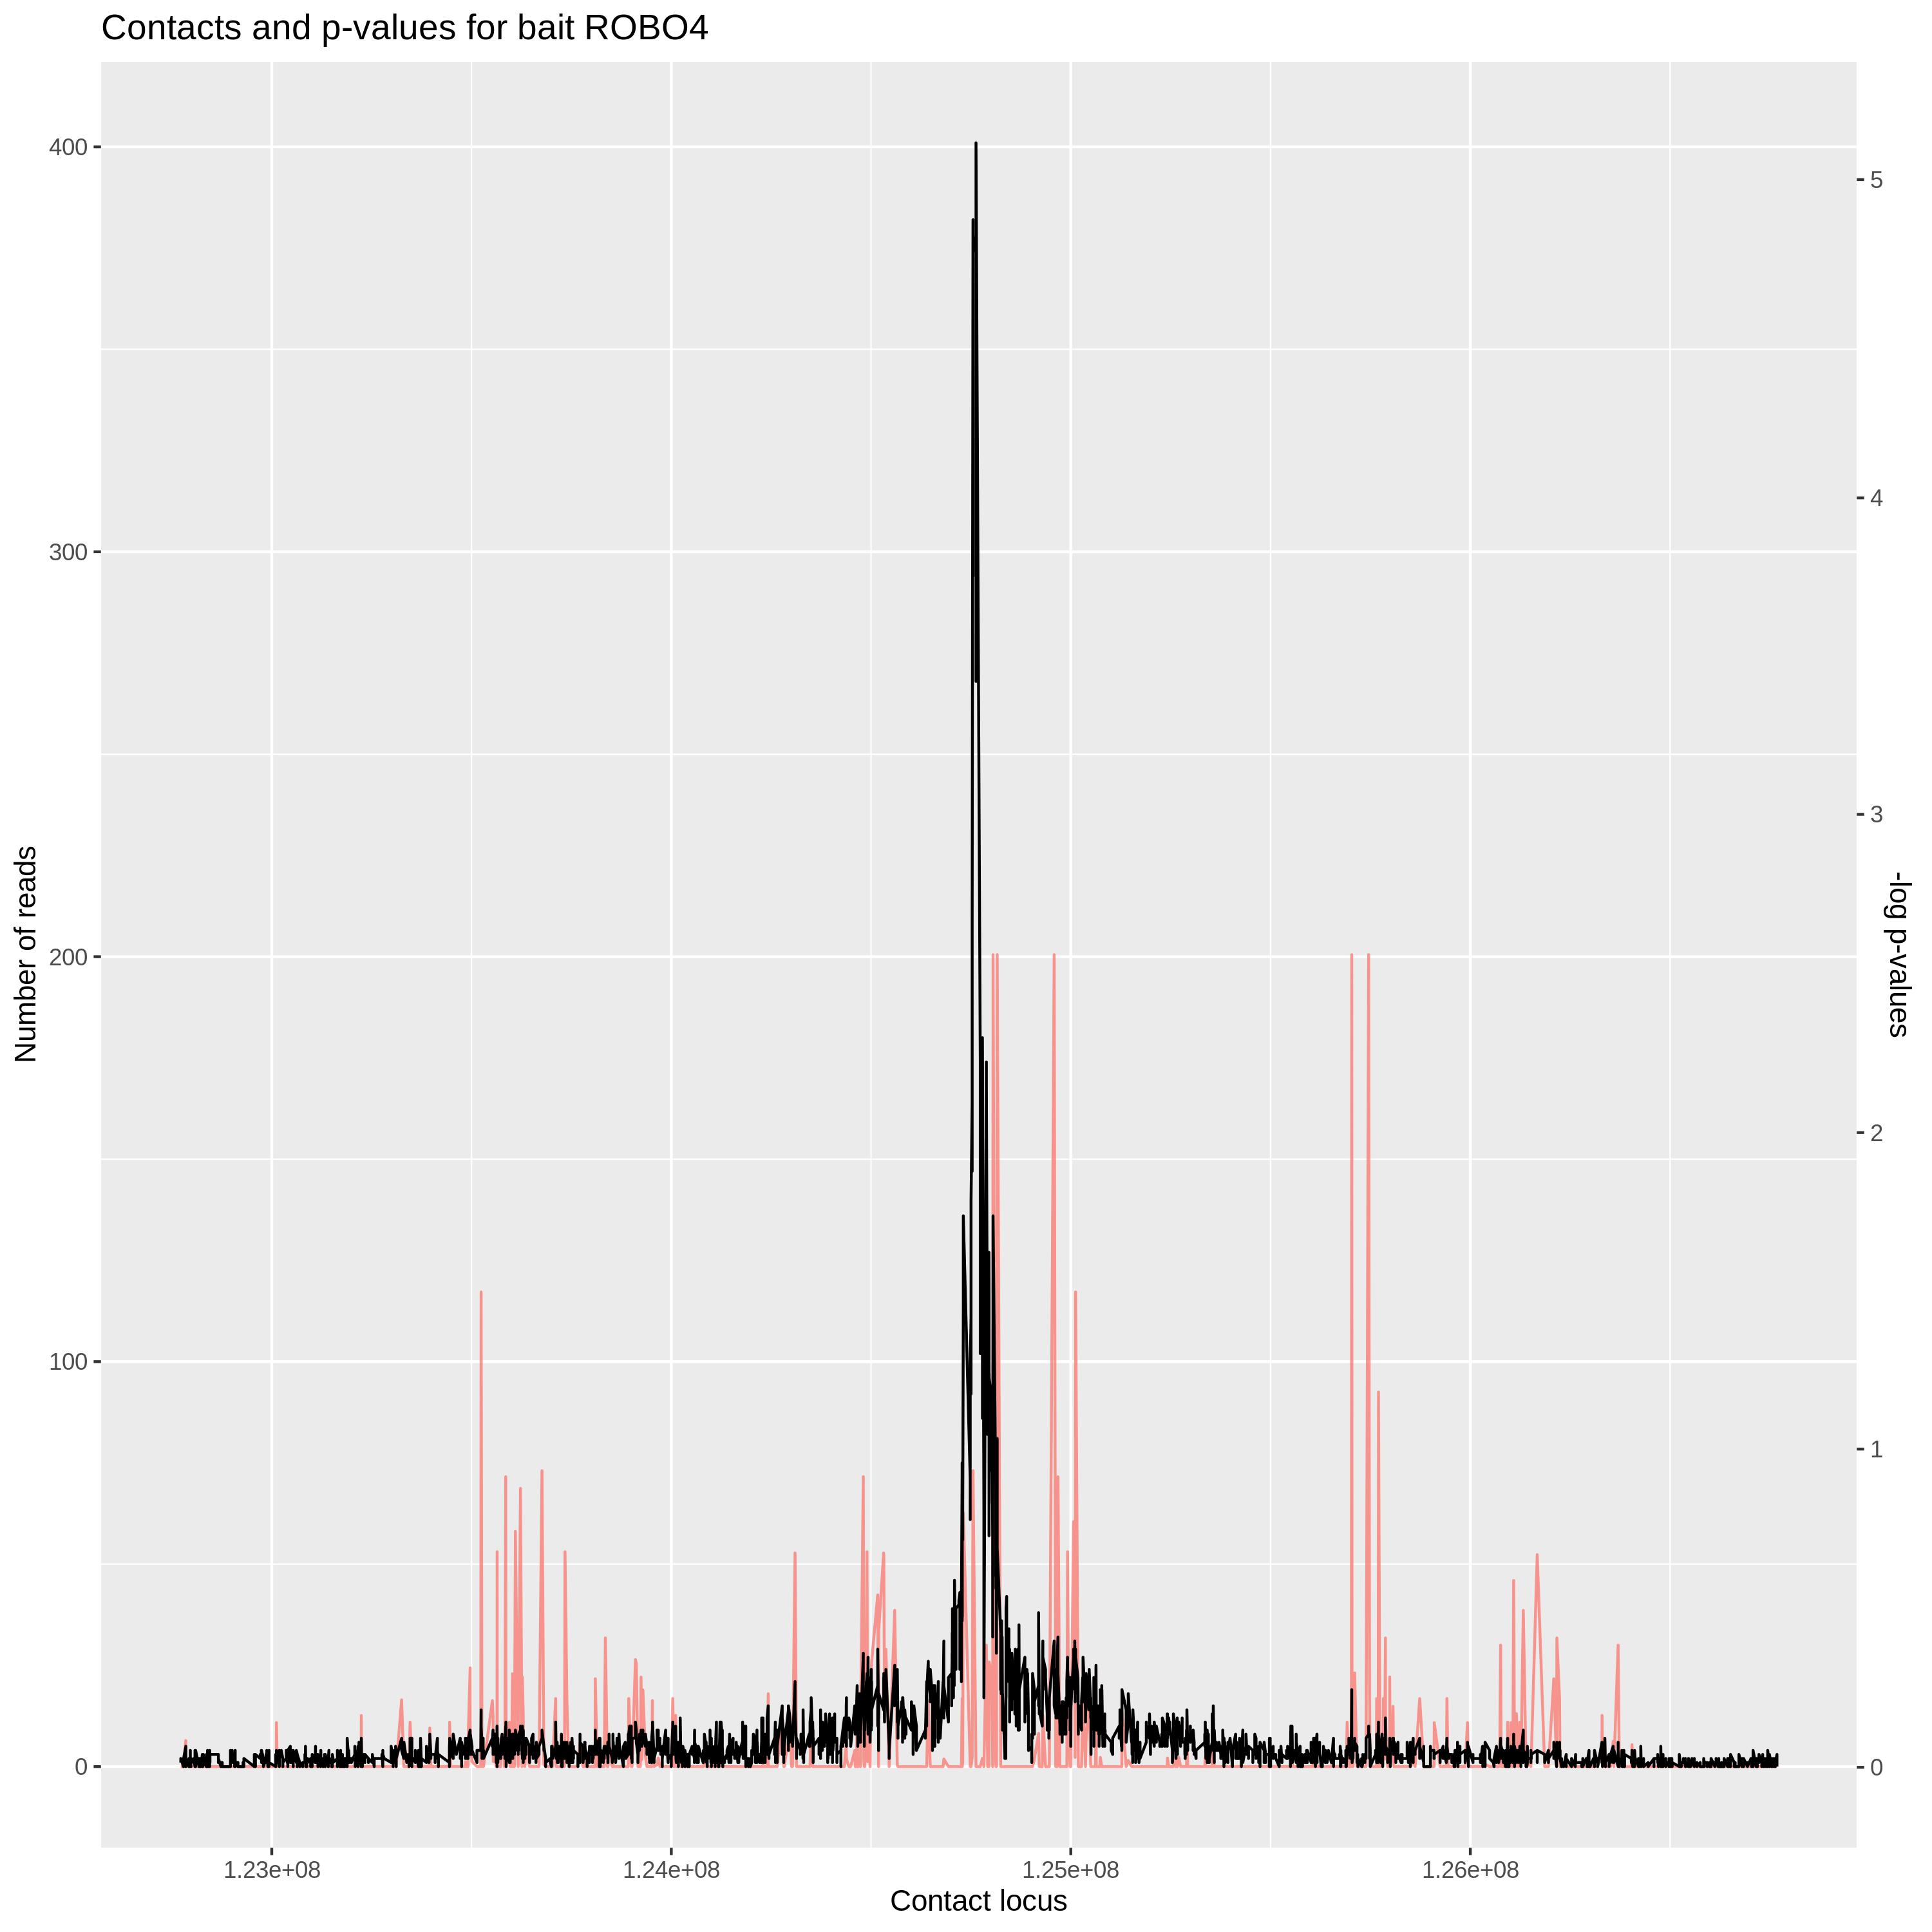 Contacts and p-values for bait ROBO4
400
300
200
100
0
Number of reads
5
4
3
2
1
0
-log p-values
1.23e+08
1.24e+08
1.25e+08
1.26e+08
Contact locus